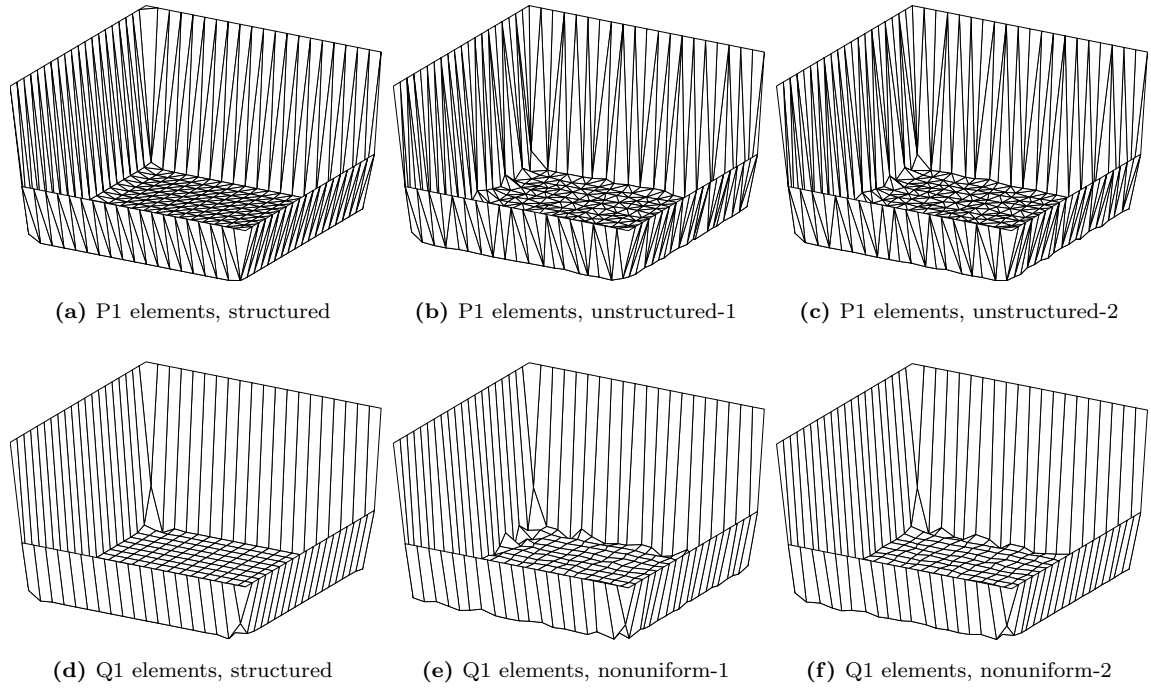 (a) P1 elements, structured
(b) P1 elements, unstructured-1
(c) P1 elements, unstructured-2
(d) Q1 elements, structured
(e) Q1 elements, nonuniform-1
(f) Q1 elements, nonuniform-2